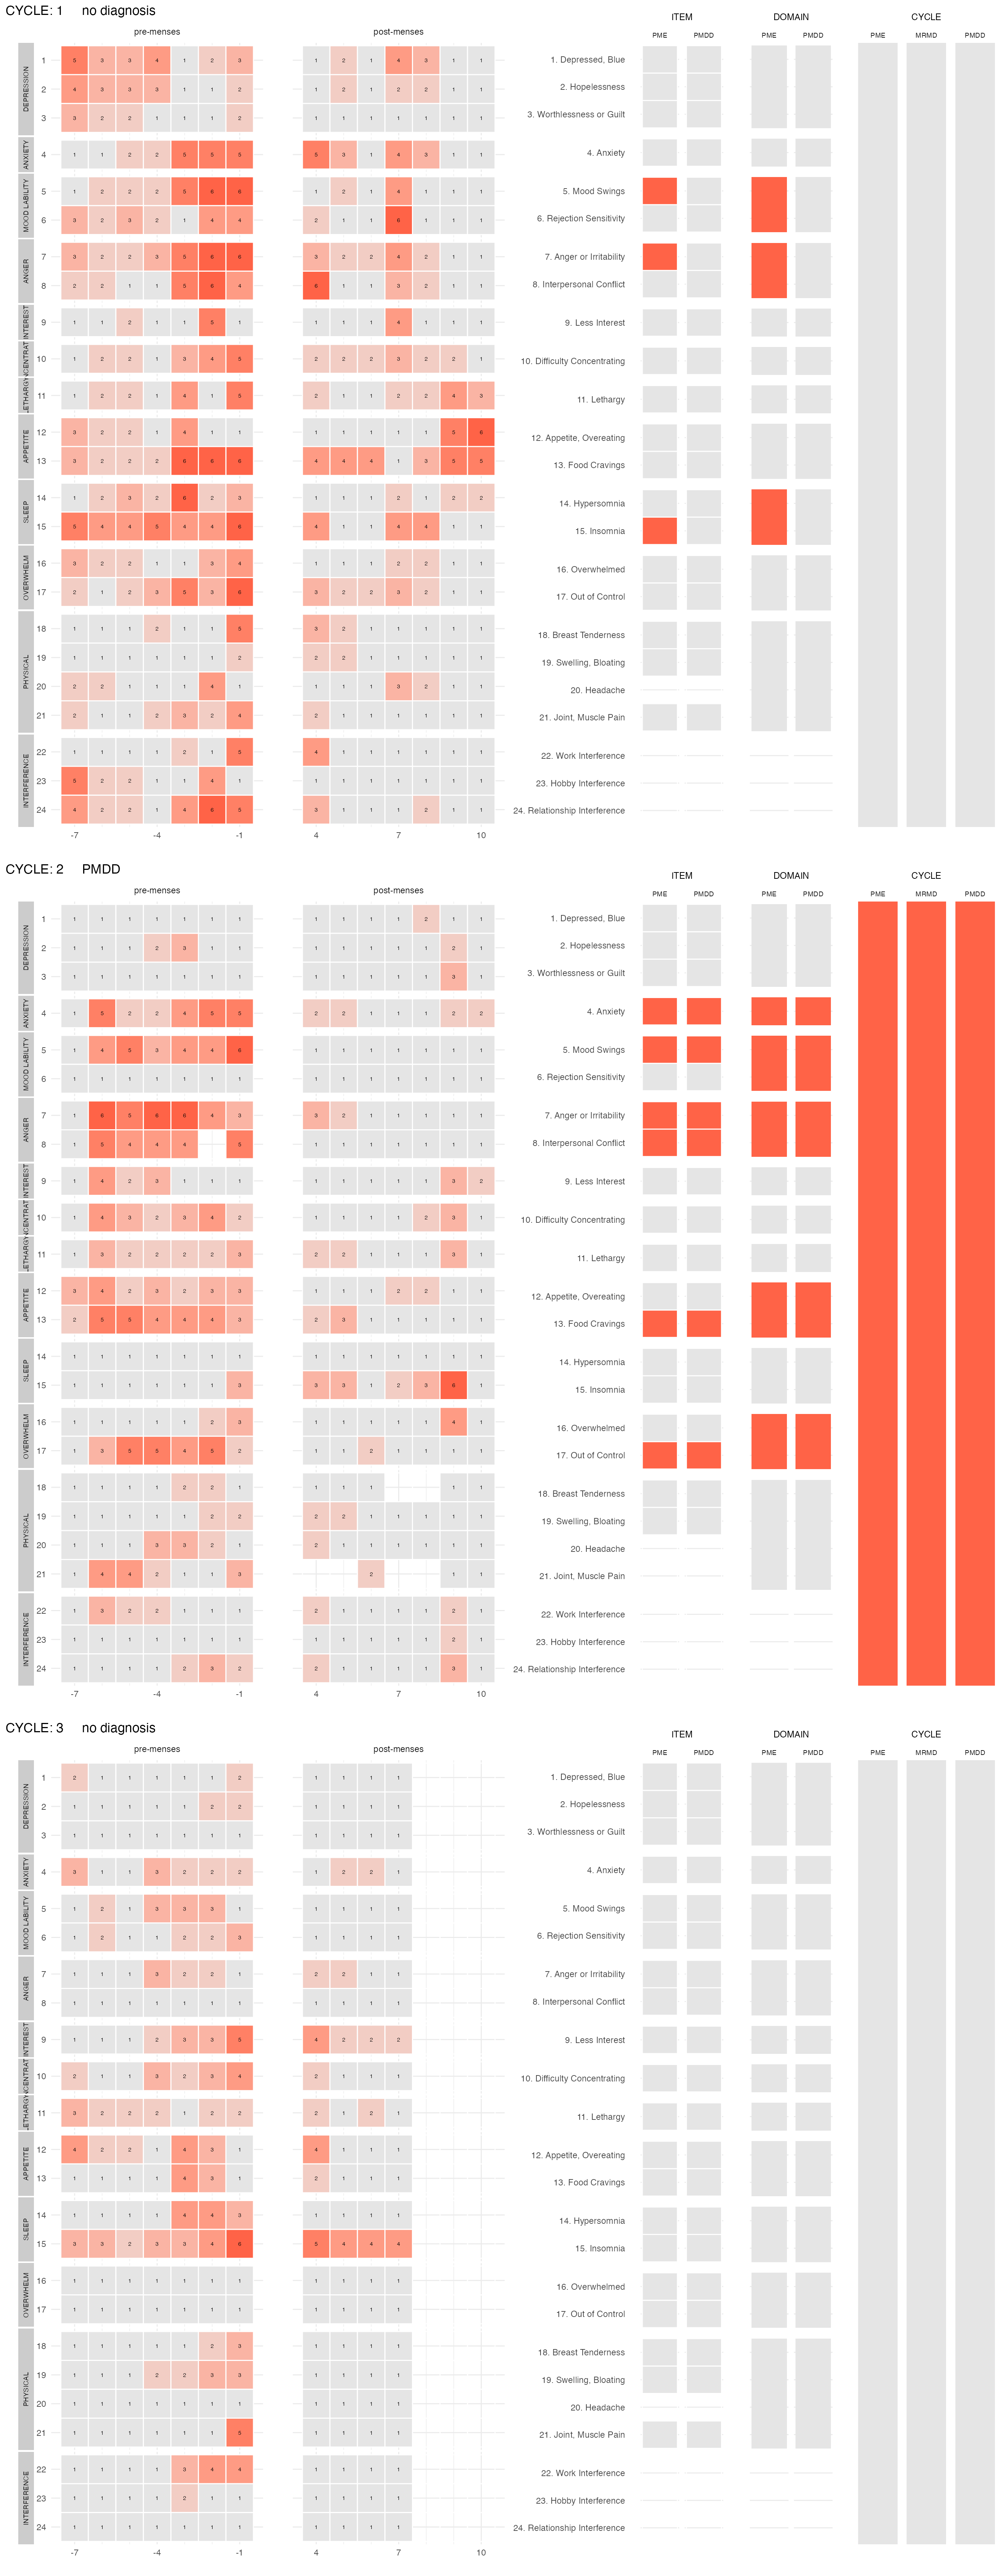 CYCLE: 1 no diagnosis
pre-menses post-menses
ITEM DOMAIN CYCLE
PME PMDD PME PMDD PME MRMD PMDD
DEPRESSION
1 5 3 3 4 1 2 3 1 2 1 4 3 1 1 1. Depressed, Blue
2 4 3 3 3 1 1 2 1 2 1 2 2 1 1 2. Hopelessness
3 3 2 2 1 1 1 2 1 1 1 1 1 1 1 3. Worthlessness or Guilt
ANXIETY
4 1 1 2 2 5 5 5 5 3 1 4 3 1 1 4. Anxiety
MOOD LABILITY
5 1 2 2 2 5 6 6 1 2 1 4 1 1 1 5. Mood Swings
6 3 2 3 2 1 4 4 2 1 1 6 1 1 1 6. Rejection Sensitivity
ANGER
7 3 2 2 3 5 6 6 3 2 2 4 2 1 1 7. Anger or Irritability
8 2 2 1 1 5 6 4 6 1 1 3 2 1 1 8. Interpersonal Conflict
INTEREST
9 1 1 2 1 1 5 1 1 1 1 4 1 1 1 9. Less Interest
CENTRAT
10 1 2 2 1 3 4 5 2 2 2 3 2 2 1 10. Difficulty Concentrating
ETHARGY
11 1 2 2 1 4 1 5 2 1 1 2 2 4 3 11. Lethargy
APPETITE
12 3 2 2 1 4 1 1 1 1 1 1 1 5 6 12. Appetite, Overeating
13 3 2 2 2 6 6 6 4 4 4 1 3 5 5 13. Food Cravings
SLEEP
14 1 2 3 2 6 2 3 1 1 1 2 1 2 2 14. Hypersomnia
15 5 4 4 5 4 4 6 4 1 1 4 4 1 1 15. Insomnia
OVERWHELM
16 3 2 2 1 1 3 4 1 1 1 2 2 1 1 16. Overwhelmed
17 2 1 2 3 5 3 6 3 2 2 3 2 1 1 17. Out of Control
PHYSICAL
18 1 1 1 2 1 1 5 3 2 1 1 1 1 1 18. Breast Tenderness
19 1 1 1 1 1 1 2 2 2 1 1 1 1 1 19. Swelling, Bloating
20 2 2 1 1 1 4 1 1 1 1 3 2 1 1 20. Headache
21 2 1 1 2 3 2 4 2 1 1 1 1 1 1 21. Joint, Muscle Pain
INTERFERENCE
22 1 1 1 1 2 1 5 4 1 1 1 1 1 1 22. Work Interference
23 5 2 2 1 1 4 1 1 1 1 1 1 1 1 23. Hobby Interference
24 4 2 2 1 4 6 5 3 1 1 1 2 1 1 24. Relationship Interference
-7 -4 -1 4 7 10
CYCLE: 2 PMDD
pre-menses post-menses
ITEM DOMAIN CYCLE
PME PMDD PME PMDD PME MRMD PMDD
DEPRESSION
1 1 1 1 1 1 1 1 1 1 1 1 2 1 1 1. Depressed, Blue
2 1 1 1 2 3 1 1 1 1 1 1 1 2 1 2. Hopelessness
3 1 1 1 1 1 1 1 1 1 1 1 1 3 1 3. Worthlessness or Guilt
ANXIETY
4 1 5 2 2 4 5 5 2 2 1 1 1 2 2 4. Anxiety
MOOD LABILITY
5 1 4 5 3 4 4 6 1 1 1 1 1 1 1 5. Mood Swings
6 1 1 1 1 1 1 1 1 1 1 1 1 1 1 6. Rejection Sensitivity
ANGER
7 1 6 5 6 6 4 3 3 2 1 1 1 1 1 7. Anger or Irritability
8 1 5 4 4 4 5 1 1 1 1 1 1 1 8. Interpersonal Conflict
INTEREST
9 1 4 2 3 1 1 1 1 1 1 1 1 3 2 9. Less Interest
CENTRAT
10 1 4 3 2 3 4 2 1 1 1 1 2 3 1 10. Difficulty Concentrating
ETHARGY
11 1 3 2 2 2 2 3 2 2 1 1 1 3 1 11. Lethargy
APPETITE
12 3 4 2 3 2 3 3 1 1 1 2 2 1 1 12. Appetite, Overeating
13 2 5 5 4 4 4 3 2 3 1 1 1 1 1 13. Food Cravings
SLEEP
14 1 1 1 1 1 1 1 1 1 1 1 1 1 1 14. Hypersomnia
15 1 1 1 1 1 1 3 3 3 1 2 3 6 1 15. Insomnia
OVERWHELM
16 1 1 1 1 1 2 3 1 1 1 1 1 4 1 16. Overwhelmed
17 1 3 5 5 4 5 2 1 1 2 1 1 1 1 17. Out of Control
PHYSICAL
18 1 1 1 1 2 2 1 1 1 1 1 1 18. Breast Tenderness
19 1 1 1 1 1 2 2 2 2 1 1 1 1 1 19. Swelling, Bloating
20 1 1 1 3 3 2 1 2 1 1 1 1 1 1 20. Headache
21 1 4 4 2 1 1 3 2 1 1 21. Joint, Muscle Pain
INTERFERENCE
22 1 3 2 2 1 1 1 2 1 1 1 1 2 1 22. Work Interference
23 1 1 1 1 1 1 1 1 1 1 1 1 2 1 23. Hobby Interference
24 1 1 1 1 2 3 2 2 1 1 1 1 3 1 24. Relationship Interference
-7 -4 -1 4 7 10
CYCLE: 3 no diagnosis
pre-menses post-menses
ITEM DOMAIN CYCLE
PME PMDD PME PMDD PME MRMD PMDD
DEPRESSION
1 2 1 1 1 1 1 2 1 1 1 1 1. Depressed, Blue
2 1 1 1 1 1 2 2 1 1 1 1 2. Hopelessness
3 1 1 1 1 1 1 1 1 1 1 1 3. Worthlessness or Guilt
ANXIETY
4 3 1 1 3 2 2 2 1 2 2 1 4. Anxiety
MOOD LABILITY
5 1 2 1 3 3 3 1 1 1 1 1 5. Mood Swings
6 1 2 1 1 2 2 3 1 1 1 1 6. Rejection Sensitivity
ANGER
7 1 1 1 3 2 2 1 2 2 1 1 7. Anger or Irritability
8 1 1 1 1 1 1 1 1 1 1 1 8. Interpersonal Conflict
INTEREST
9 1 1 1 2 3 3 5 4 2 2 2 9. Less Interest
CENTRAT
10 2 1 1 3 2 3 4 2 1 1 1 10. Difficulty Concentrating
ETHARGY
11 3 2 2 2 1 2 2 2 1 2 1 11. Lethargy
APPETITE
12 4 2 2 1 4 3 1 4 1 1 1 12. Appetite, Overeating
13 1 1 1 1 4 3 1 2 1 1 1 13. Food Cravings
SLEEP
14 1 1 1 1 4 4 3 1 1 1 1 14. Hypersomnia
15 3 3 2 3 3 4 6 5 4 4 4 15. Insomnia
OVERWHELM
16 1 1 1 1 1 1 1 1 1 1 1 16. Overwhelmed
17 1 1 1 1 1 1 1 1 1 1 1 17. Out of Control
PHYSICAL
18 1 1 1 1 1 2 3 1 1 1 1 18. Breast Tenderness
19 1 1 1 2 2 3 3 1 1 1 1 19. Swelling, Bloating
20 1 1 1 1 1 1 1 1 1 1 1 20. Headache
21 1 1 1 1 1 1 5 1 1 1 1 21. Joint, Muscle Pain
INTERFERENCE
22 1 1 1 1 3 4 4 1 1 1 1 22. Work Interference
23 1 1 1 1 2 1 1 1 1 1 1 23. Hobby Interference
24 1 1 1 1 1 1 1 1 1 1 1 24. Relationship Interference
-7 -4 -1 4 7 10